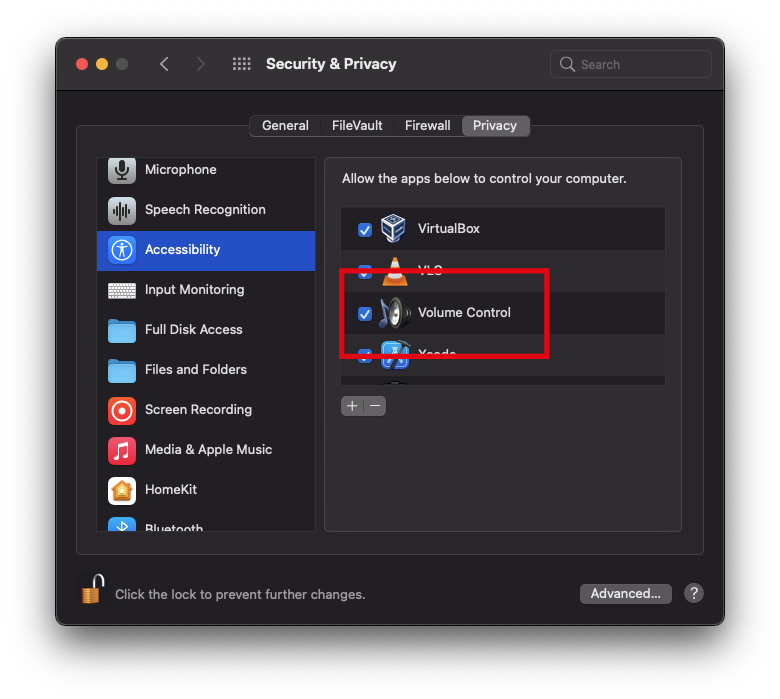 Security & Privacy
Search
General
FileVault
Firewall
Privacy
Microphone
Speech Recognition
Accessibility
Input Monitoring
Full Disk Access
Files and Folders
Screen Recording
Media & Apple Music
HomeKit
Bluetooth
Allow the apps below to control your computer.
VirtualBox
VLC
Volume Control
Xcode
Click the lock to prevent further changes.
Advanced...
?